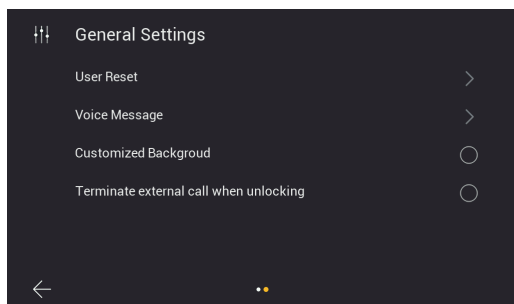 General Settings
User Reset
Voice Message
Customized Backgroud
Terminate external call when unlocking